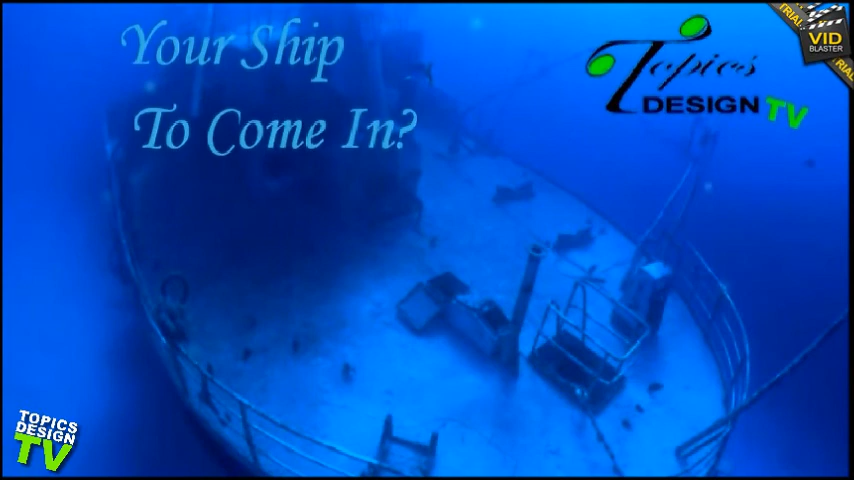 Your Ship
To Come In?
Topics
DESIGN TV
TRIAL
VID
BLASTER
TRIAL
TOPICS
DESIGN
TV